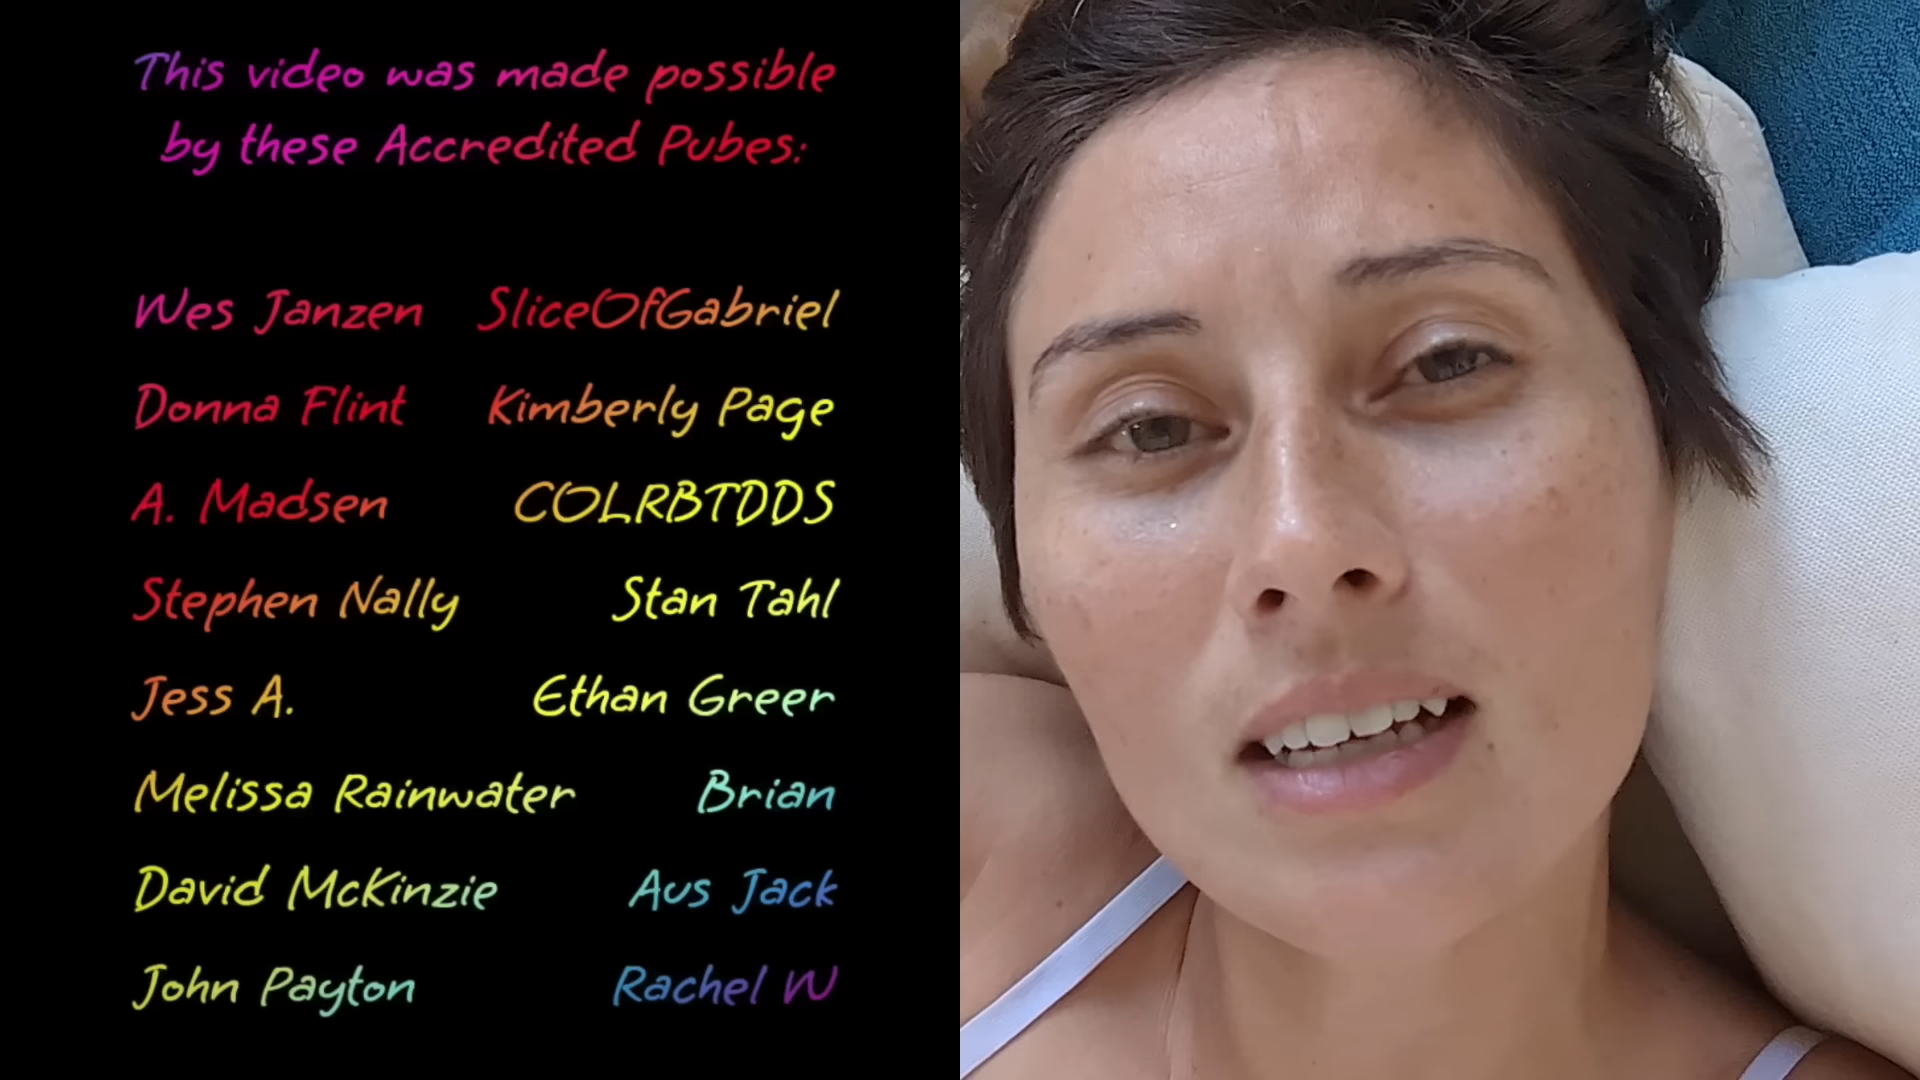 This video was made possible
by these Accredited Pubes:
Wes Janzen SliceOfGabriel
Donna Flint Kimberly Page
A. Madsen COLRBTDDS
Stephen Nally Stan Tahl
Jess A. Ethan Greer
Melissa Rainwater Brian
David McKinzie Aus Jack
John Payton Rachel W